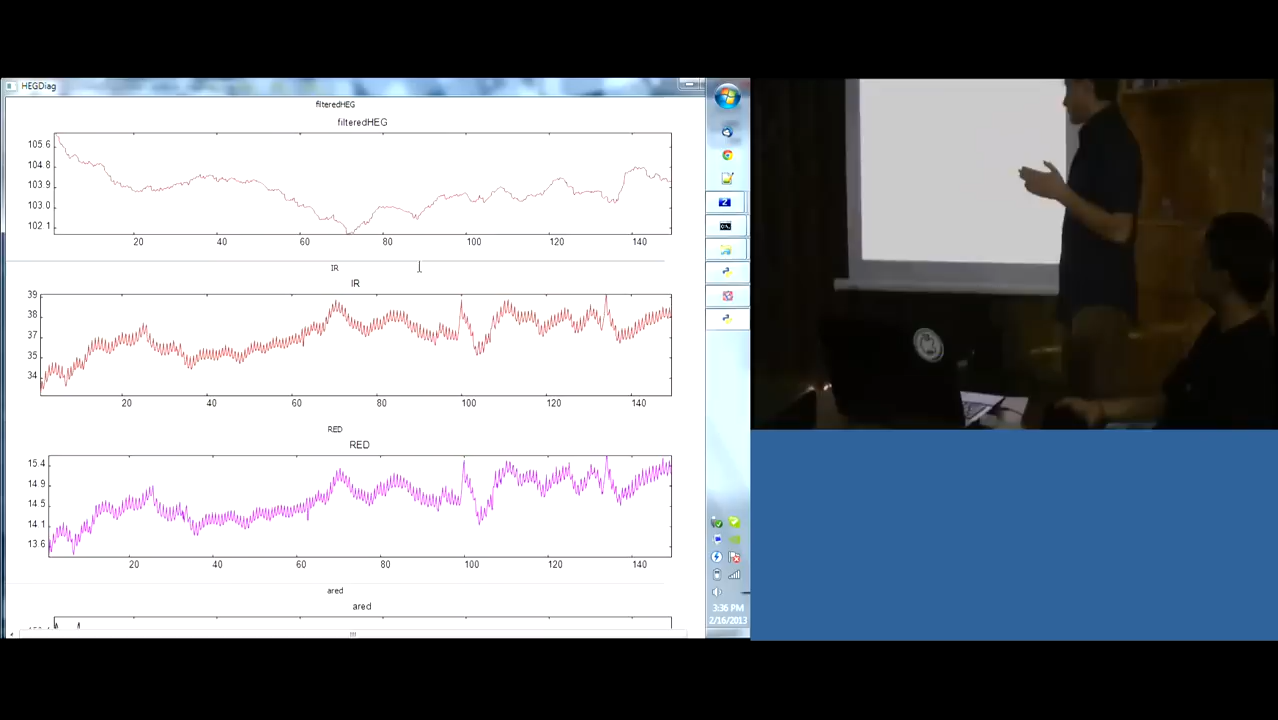 HEGDiag
filteredHEG
filteredHEG
105.6
104.8
103.9
103.0
102.1
20 40 60 80 100 120 140
IR
IR
39
38
37
35
34
20 40 60 80 100 120 140
RED
RED
15.4
14.9
14.5
14.1
13.6
20 40 60 80 100 120 140
ared
ared
3:36 PM
2/16/2013